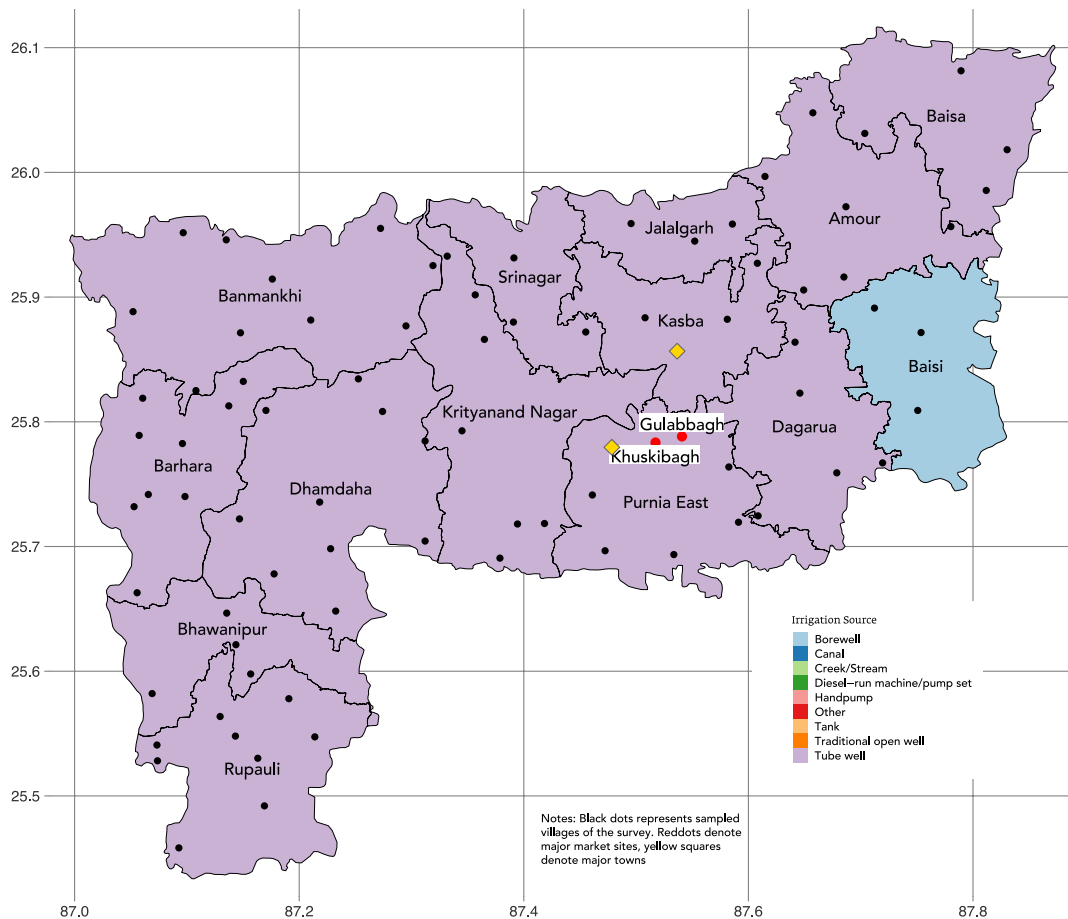 26.1
Baisa
26.0
Amour
Jalalgarh
Srinagar
25.9
Banmankhi
Kasba
Baisi
25.8
Krityanand Nagar
Gulabbagh
Dagarua
Khuskibagh
Barhara
Dhamdaha
Purnia East
25.7
Bhawanipur
25.6
Rupauli
25.5
Irrigation Source
Borewell
Canal
Creek/Stream
Diesel−run machine/pump set
Handpump
Other
Tank
Traditional open well
Tube well
Notes: Black dots represents sampled
villages of the survey. Reddots denote
major market sites, yellow squares
denote major towns
87.0
87.2
87.4
87.6
87.8